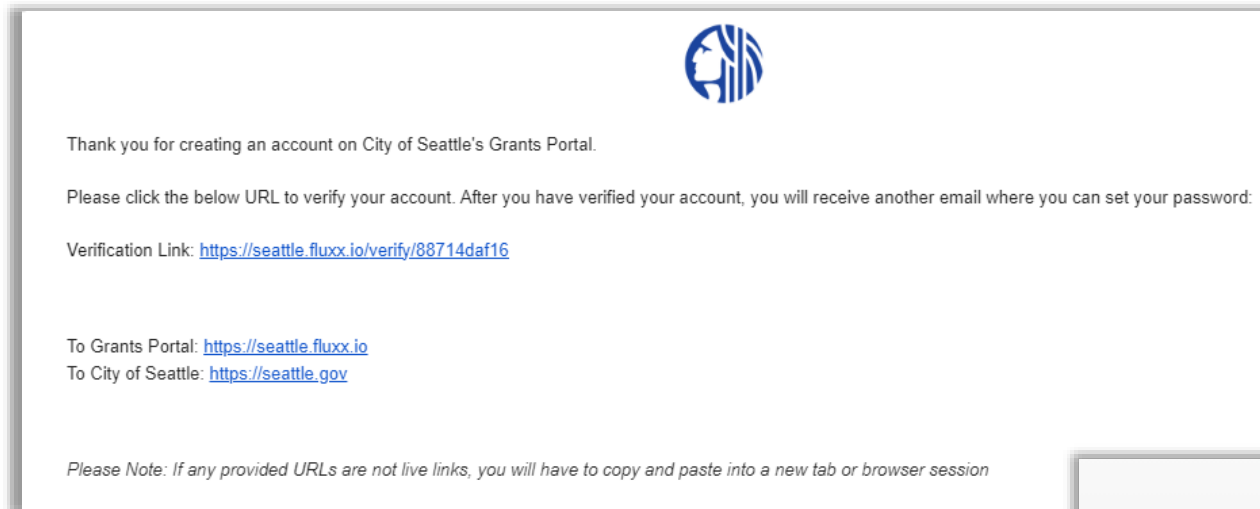 Thank you for creating an account on City of Seattle's Grants Portal.
Please click the below URL to verify your account. After you have verified your account, you will receive another email where you can set your password:
Verification Link: https://seattle.fluxx.io/verify/88714daf16
To Grants Portal: https://seattle.fluxx.io
To City of Seattle: https://seattle.gov
Please Note: If any provided URLs are not live links, you will have to copy and paste into a new tab or browser session